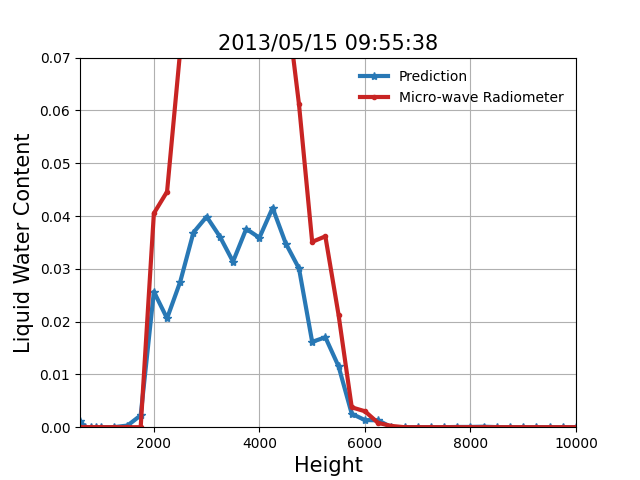 2013/05/15 09:55:38
Prediction
Micro-wave Radiometer
Liquid Water Content
0.07
0.06
0.05
0.04
0.03
0.02
0.01
0.00
2000 4000 6000 8000 10000
Height